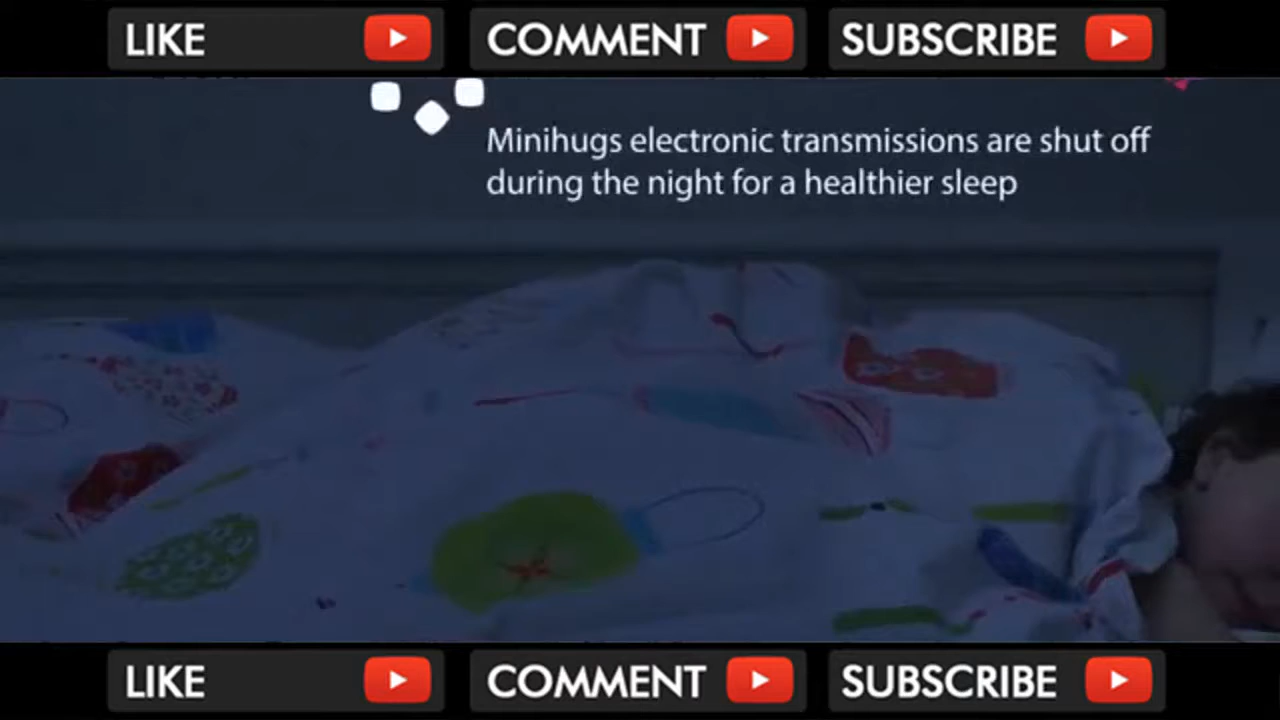 LIKE COMMENT SUBSCRIBE
Minihugs electronic transmissions are shut off
during the night for a healthier sleep
LIKE COMMENT SUBSCRIBE